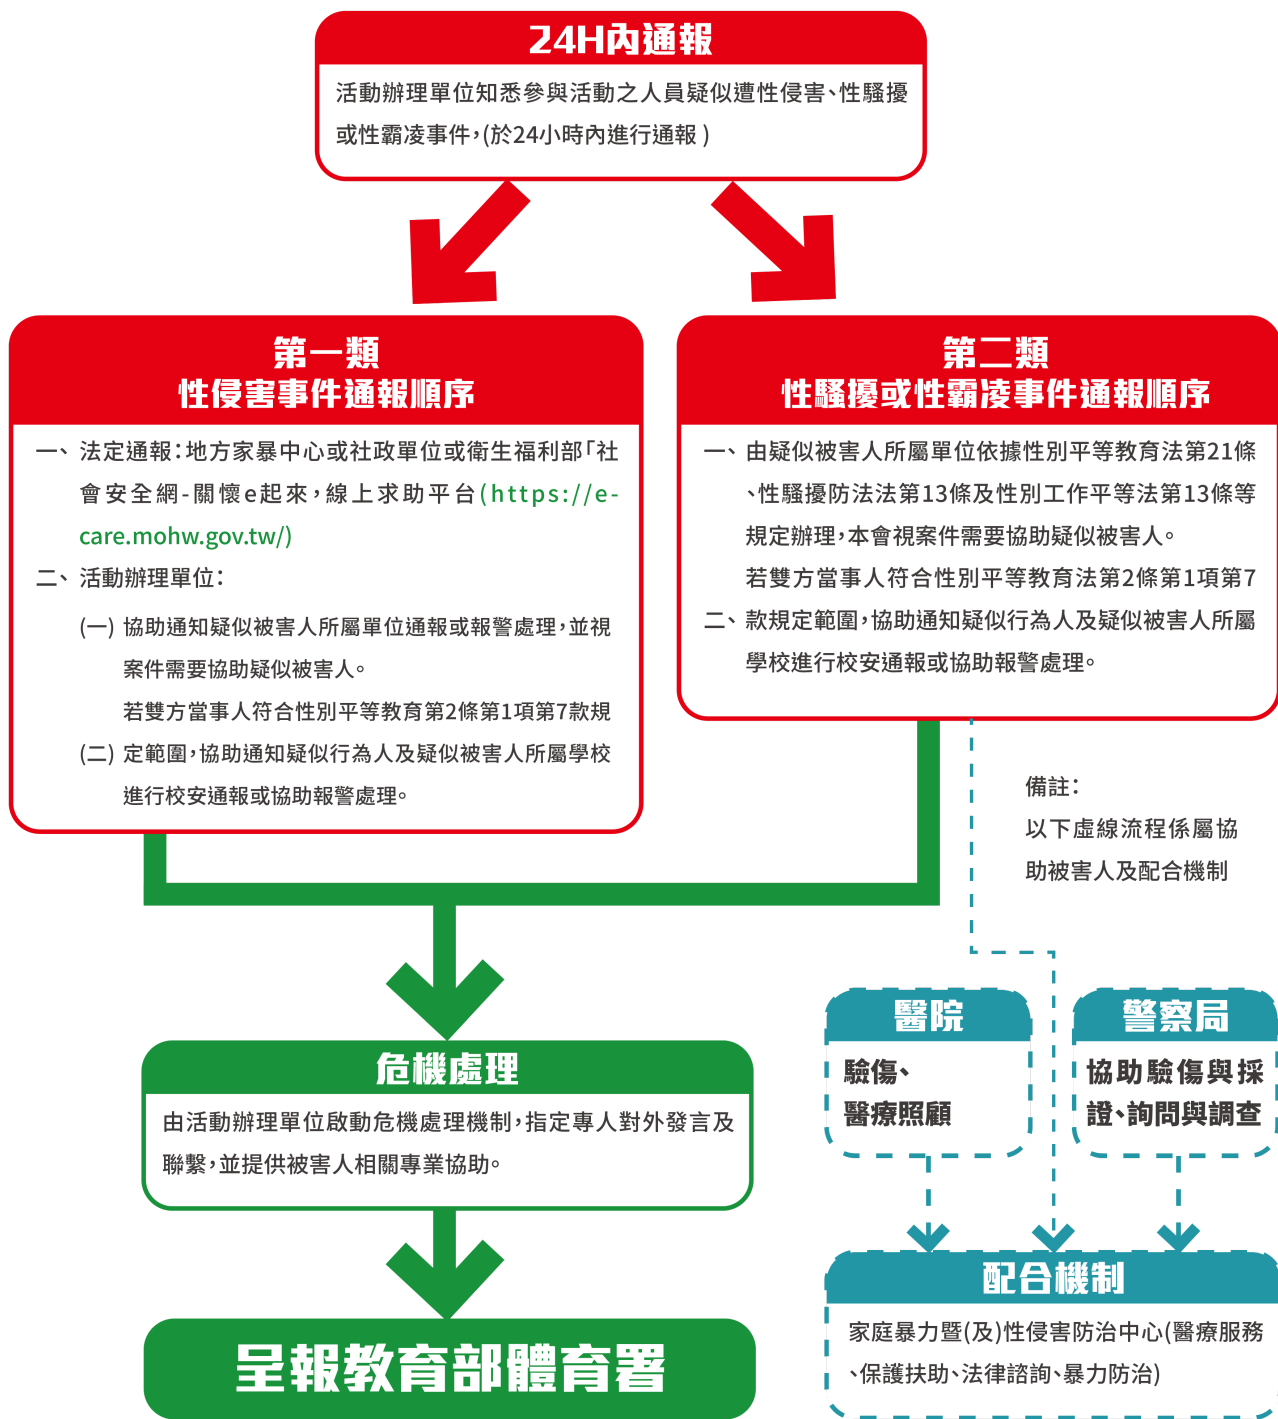 24H內通報
活動辦理單位知悉參與活動之人員疑似遭性侵害、性騷擾
或性霸凌事件，(於24小時內進行通報 )
第一類
性侵害事件通報順序
一、法定通報：地方家暴中心或社政單位或衛生福利部「社
會安全網-關懷e起來，線上求助平台(https://e-
care.mohw.gov.tw/)
二、活動辦理單位：
(一) 協助通知疑似被害人所屬單位通報或報警處理，並視
案件需要協助疑似被害人。
若雙方當事人符合性別平等教育第2條第1項第7款規
(二) 定範圍，協助通知疑似行為人及疑似被害人所屬學校
進行校安通報或協助報警處理。
第二類
性騷擾或性霸凌事件通報順序
一、由疑似被害人所屬單位依據性別平等教育法第21條
、性騷擾防法法第13條及性別工作平等法第13條等
規定辦理，本會視案件需要協助疑似被害人。
若雙方當事人符合性別平等教育法第2條第1項第7
二、款規定範圍，協助通知疑似行為人及疑似被害人所屬
學校進行校安通報或協助報警處理。
備註：
以下虛線流程係屬協
助被害人及配合機制
危機處理
由活動辦理單位啟動危機處理機制，指定專人對外發言及
聯繫，並提供被害人相關專業協助。
呈報教育部體育署
醫院
驗傷、
醫療照顧
警察局
協助驗傷與採
證、詢問與調查
配合機制
家庭暴力暨(及)性侵害防治中心(醫療服務
、保護扶助、法律諮詢、暴力防治)